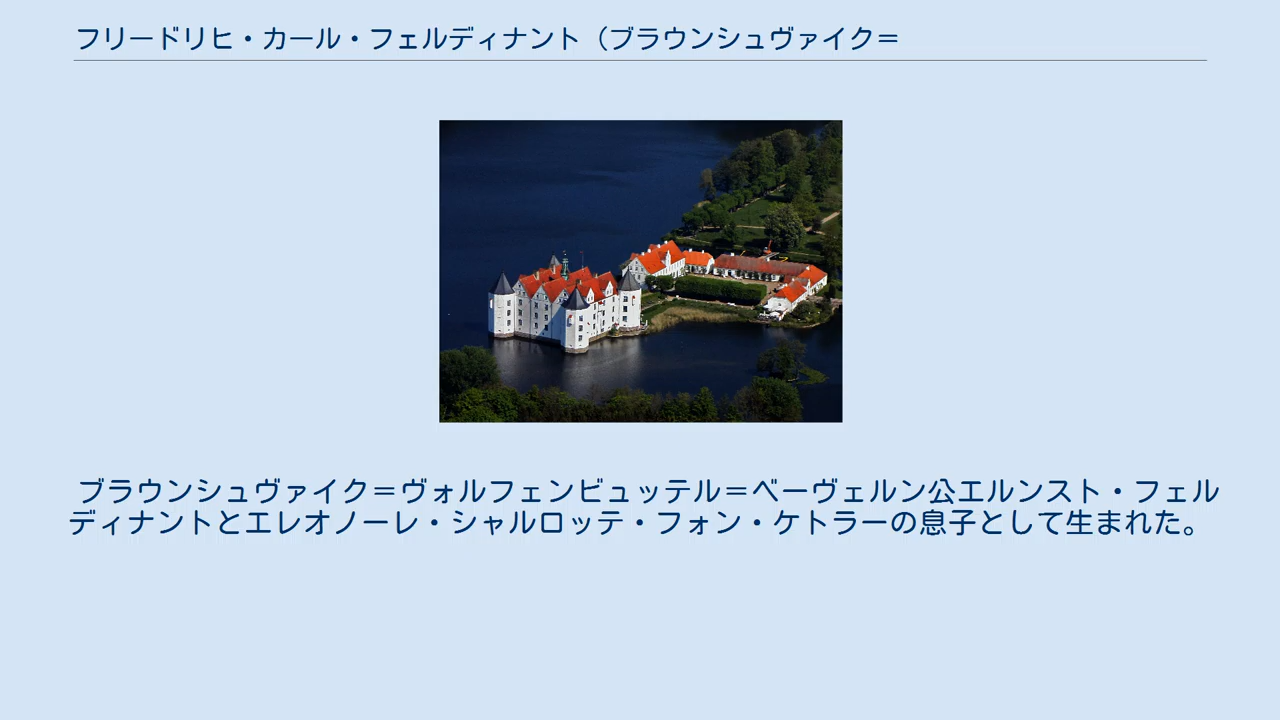 フリードリヒ・カール・フェルディナント（ブラウンシュヴァイク＝
ブラウンシュヴァイク＝ヴォルフェンビュッテル＝ベーヴェルン公エルンスト・フェル
ディナントとエレオノーレ・シャルロッテ・フォン・ケトラーの息子として生まれた。